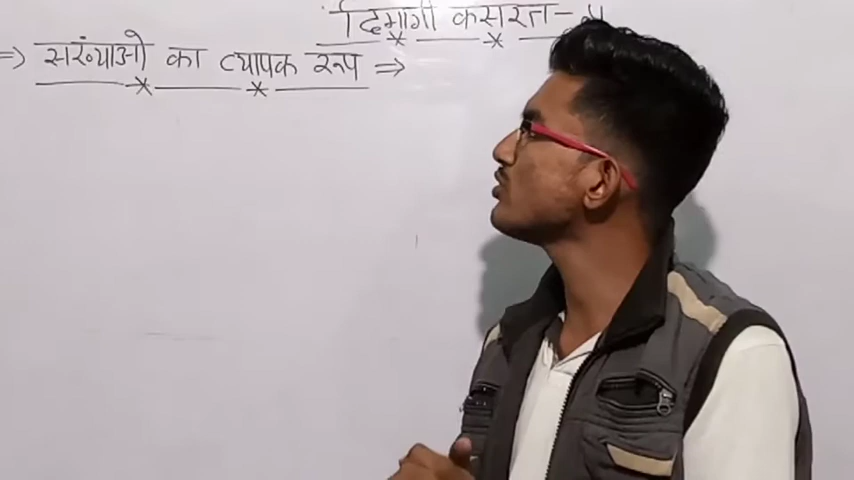 दिमागी कसरत-
⇒ संख्याओ का व्यापक रूप ⇒